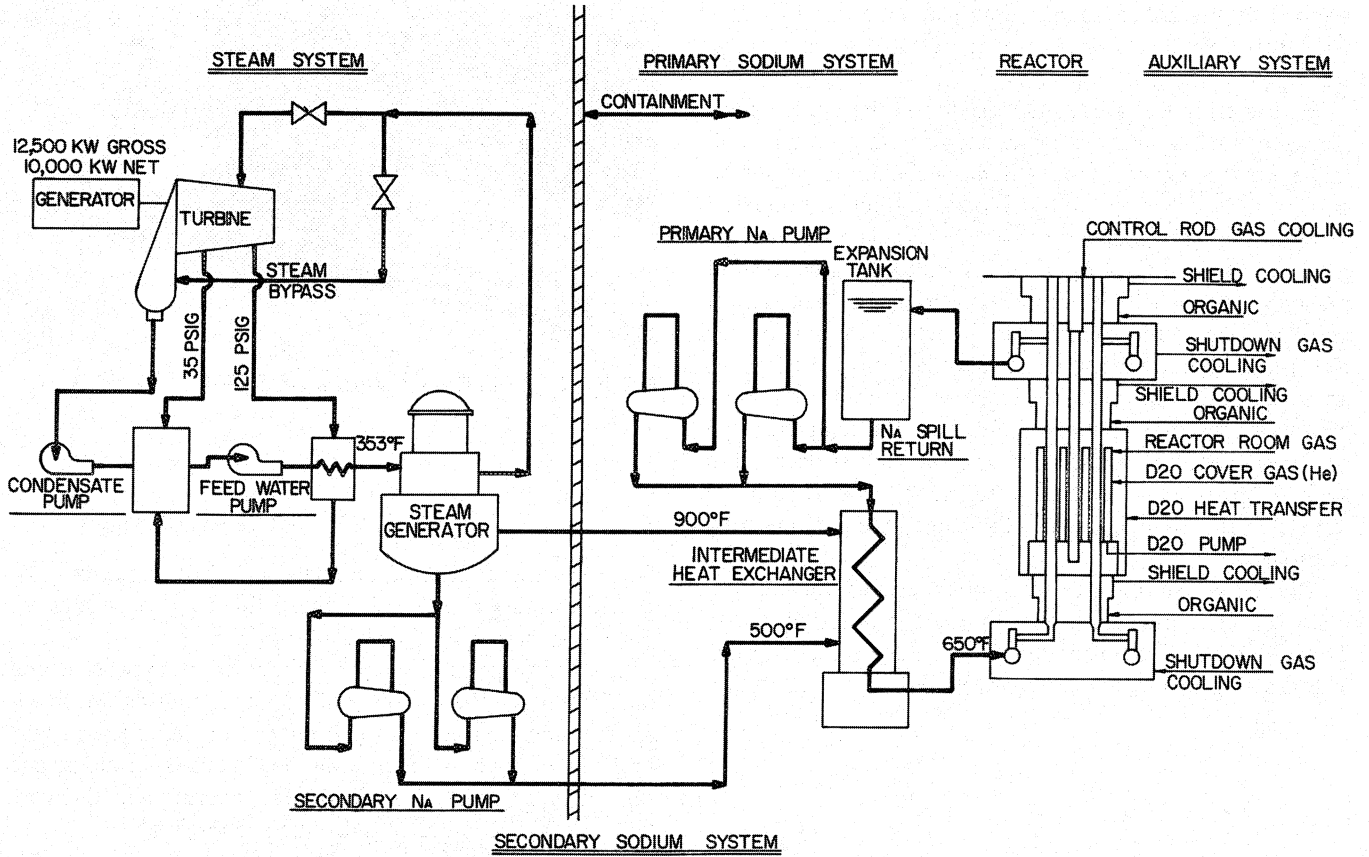 STEAM SYSTEM
PRIMARY SODIUM SYSTEM
REACTOR
AUXILIARY SYSTEM
CONTAINMENT
12,500 KW GROSS
10,000 KW NET
GENERATOR
TURBINE
STEAM
BYPASS
35 PSIG
125 PSIG
353°F
CONDENSATE
PUMP
FEED WATER
PUMP
STEAM
GENERATOR
PRIMARY NA PUMP
EXPANSION
TANK
NA SPILL
RETURN
900°F
INTERMEDIATE
HEAT EXCHANGER
500°F
650°F
CONTROL ROD GAS COOLING
SHIELD COOLING
ORGANIC
SHUTDOWN GAS
COOLING
SHIELD COOLING
ORGANIC
REACTOR ROOM GAS
D2O COVER GAS (He)
D2O HEAT TRANSFER
D2O PUMP
SHIELD COOLING
ORGANIC
SHUTDOWN GAS
COOLING
SECONDARY NA PUMP
SECONDARY SODIUM SYSTEM